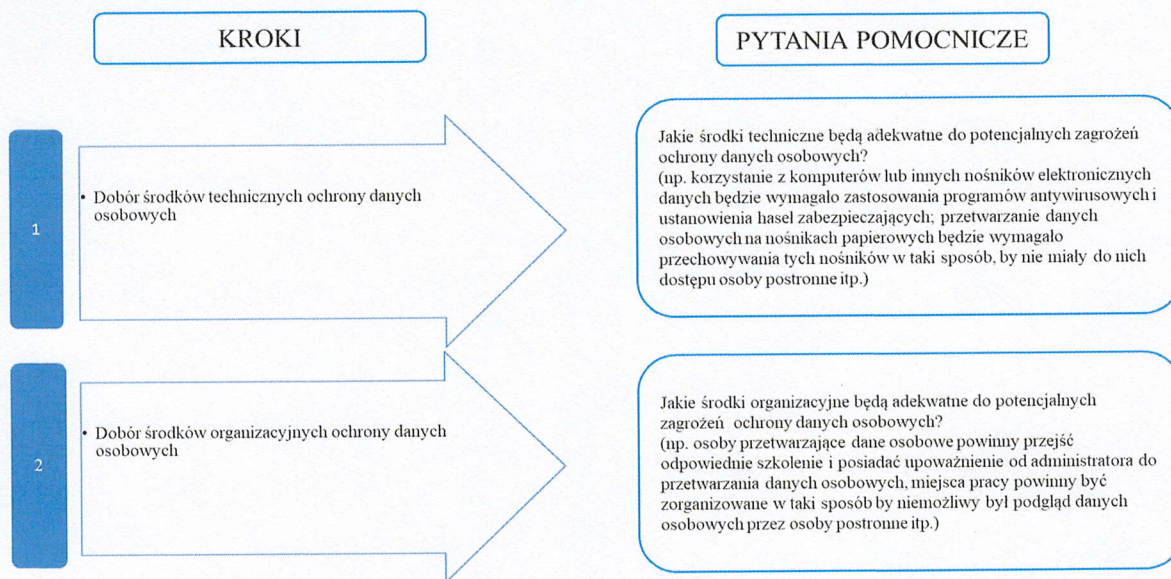 KROKI
PYTANIA POMOCNICZE
1
• Dobór środków technicznych ochrony danych
osobowych
Jakie środki techniczne będą adekwatne do potencjalnych zagrożeń
ochrony danych osobowych?
(np. korzystanie z komputerów lub innych nośników elektronicznych
danych będzie wymagało zastosowania programów antywirusowych i
ustanowienia haseł zabezpieczających; przetwarzanie danych
osobowych na nośnikach papierowych będzie wymagało
przechowywania tych nośników w taki sposób, by nie miały do nich
dostępu osoby postronne itp.)
2
• Dobór środków organizacyjnych ochrony danych
osobowych
Jakie środki organizacyjne będą adekwatne do potencjalnych
zagrożeń ochrony danych osobowych?
(np. osoby przetwarzające dane osobowe powinny przejść
odpowiednie szkolenie i posiadać upoważnienie od administratora do
przetwarzania danych osobowych, miejsca pracy powinny być
zorganizowane w taki sposób by niemożliwy był podgląd danych
osobowych przez osoby postronne itp.)